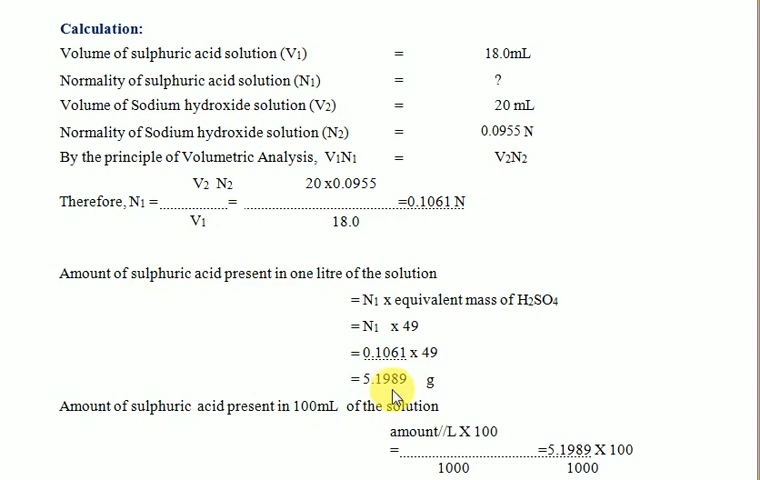 Calculation:
Volume of sulphuric acid solution (V1) = 18.0mL
Normality of sulphuric acid solution (N1) = ?
Volume of Sodium hydroxide solution (V2) = 20 mL
Normality of Sodium hydroxide solution (N2) = 0.0955 N
By the principle of Volumetric Analysis, V1N1 = V2N2
V2 N2 20 x0.0955
Therefore, N1 =.............= .............................=0.1061 N
V1 18.0
Amount of sulphuric acid present in one litre of the solution
= N1 x equivalent mass of H2SO4
= N1 x 49
= 0.1061 x 49
= 5.1989 g
Amount of sulphuric acid present in 100mL of the solution
amount//L X 100
=........................... =5.1989 X 100
1000 1000